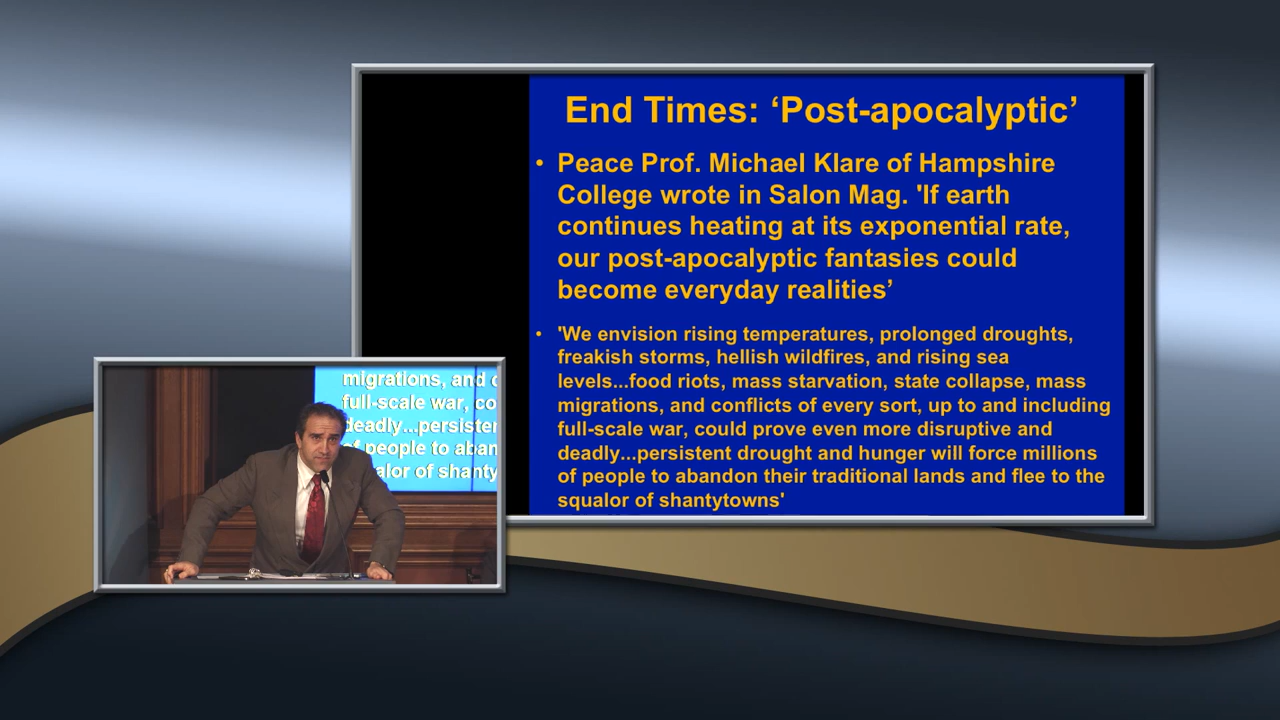 End Times: ‘Post-apocalyptic’
• Peace Prof. Michael Klare of Hampshire
College wrote in Salon Mag. 'If earth
continues heating at its exponential rate,
our post-apocalyptic fantasies could
become everyday realities’
• 'We envision rising temperatures, prolonged droughts,
freakish storms, hellish wildfires, and rising sea
levels...food riots, mass starvation, state collapse, mass
migrations, and conflicts of every sort, up to and including
full-scale war, could prove even more disruptive and
deadly...persistent drought and hunger will force millions
of people to abandon their traditional lands and flee to the
squalor of shantytowns'
migrations, and
full-scale war, co
deadly...persister
people to aban
alor of shanty